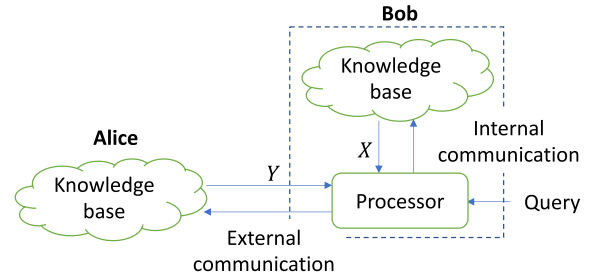 Bob
Knowledge
base
Alice
Internal
communication
X
Knowledge
base
Y
Processor
Query
External
communication